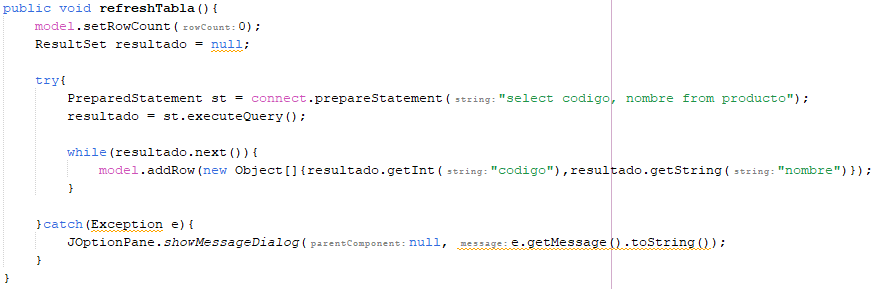 public void refreshTabla(){
model.setRowCount( rowCount: 0);
ResultSet resultado = null;
try{
PreparedStatement st = connect.prepareStatement( string: "select codigo, nombre from producto");
resultado = st.executeQuery();
while(resultado.next()){
model.addRow(new Object[]{resultado.getInt( string: "codigo"),resultado.getString( string: "nombre")});
}
}catch(Exception e){
JOptionPane.showMessageDialog( parentComponent: null, message: e.getMessage().toString());
}
}